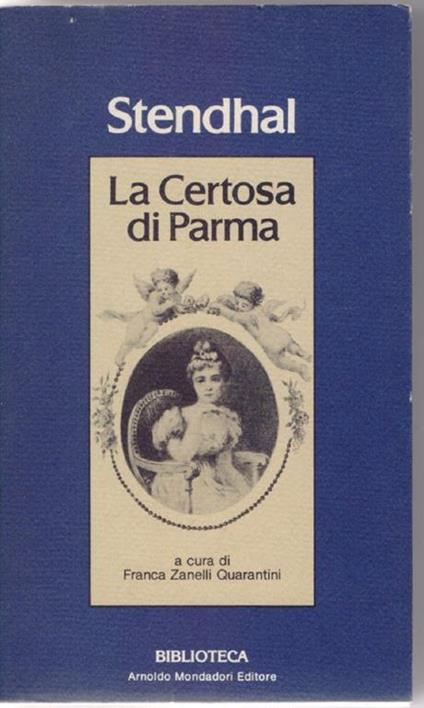 Stendhal
La Certosa
di Parma
a cura di
Franca Zanelli Quarantini
BIBLIOTECA
Arnoldo Mondadori Editore